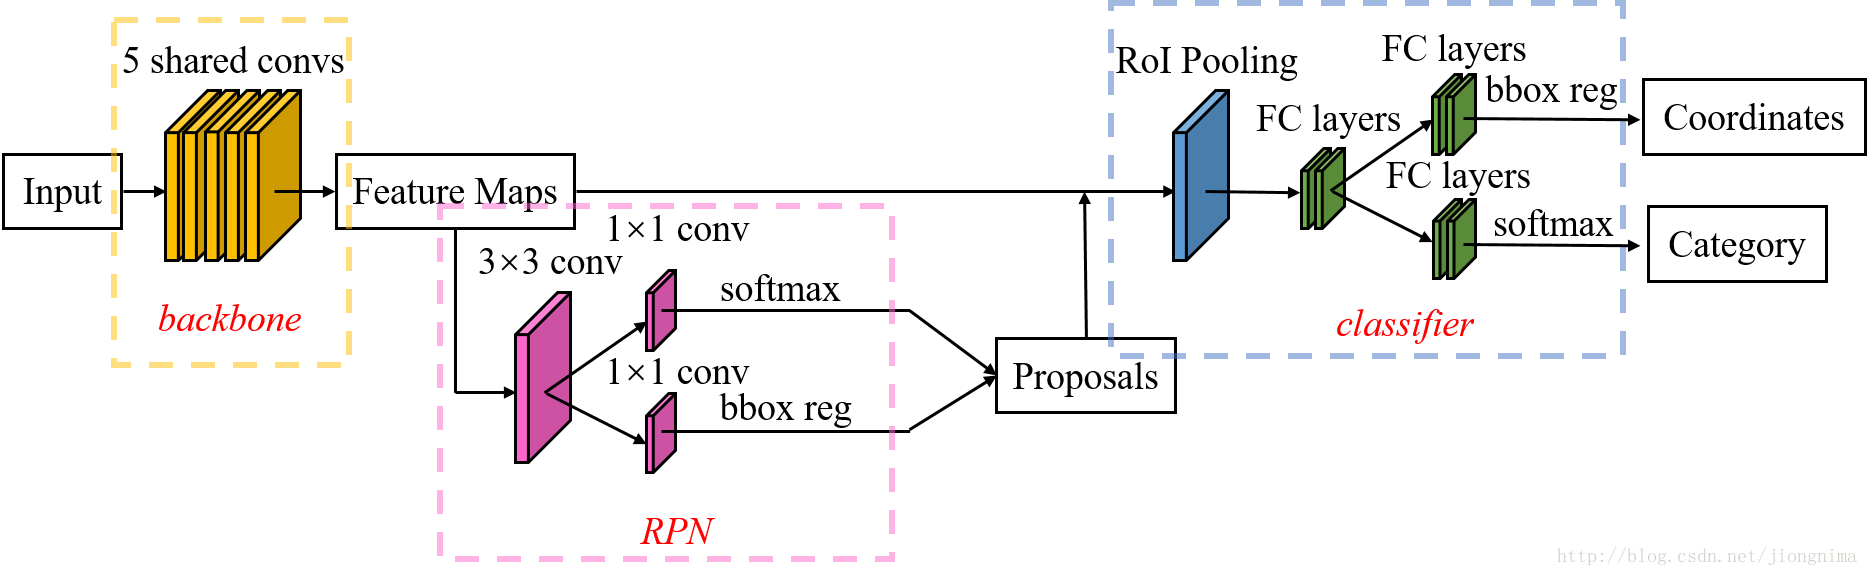 5 shared convs
Input
backbone
Feature Maps
3×3 conv
1×1 conv
softmax
1×1 conv
bbox reg
RPN
Proposals
RoI Pooling
FC layers
FC layers
bbox reg
FC layers
softmax
classifier
Coordinates
Category
http://blog.csdn.net/jiongnima